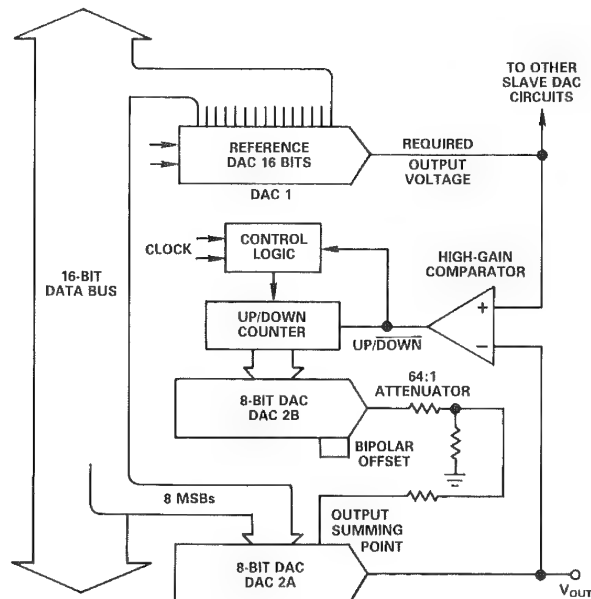 TO OTHER
SLAVE DAC
CIRCUITS
REFERENCE
DAC 16 BITS
REQUIRED
OUTPUT
VOLTAGE
DAC 1
CLOCK
CONTROL
LOGIC
HIGH-GAIN
COMPARATOR
16-BIT
DATA BUS
+
UP/DOWN
COUNTER
UP/DOWN
−
64:1
ATTENUATOR
8-BIT DAC
DAC 2B
BIPOLAR
OFFSET
8 MSBs
OUTPUT
SUMMING
POINT
8-BIT DAC
DAC 2A
VOUT